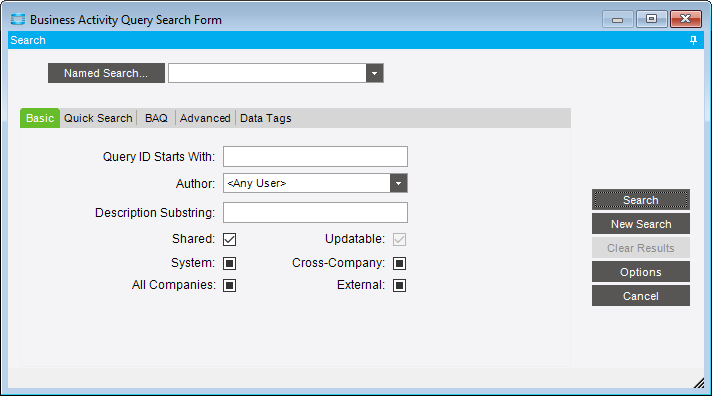 Business Activity Query Search Form
Search
Named Search...
Basic Quick Search BAQ Advanced Data Tags
Query ID Starts With:
Author: <Any User>
Description Substring:
Shared: Updatable:
System: Cross-Company:
All Companies: External:
Search
New Search
Clear Results
Options
Cancel